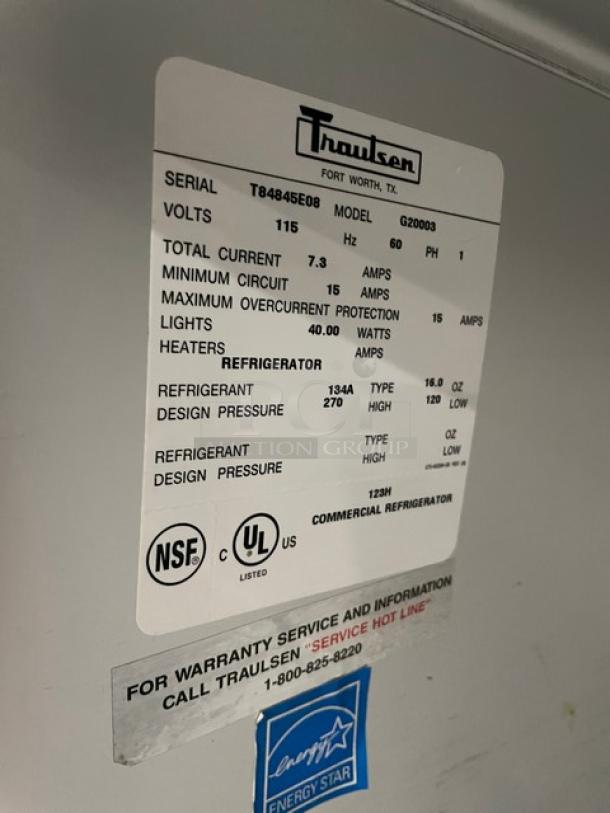 Traulsen
FORT WORTH, TX.
SERIAL T84845E08 MODEL G20003
VOLTS 115 Hz 60 PH 1
TOTAL CURRENT 7.3 AMPS
MINIMUM CIRCUIT 15 AMPS
MAXIMUM OVERCURRENT PROTECTION 15 AMPS
LIGHTS 40.00 WATTS
HEATERS AMPS
REFRIGERATOR
REFRIGERANT 134A TYPE 16.0 OZ
DESIGN PRESSURE 270 HIGH 120 LOW
REFRIGERANT TYPE OZ
DESIGN PRESSURE HIGH LOW
PCI
AUCTION GROUP
123H
COMMERCIAL REFRIGERATOR
NSF®
C UL® US
LISTED
FOR WARRANTY SERVICE AND INFORMATION
CALL TRAULSEN "SERVICE HOT LINE"
1-800-825-8220
energy
ENERGY STAR